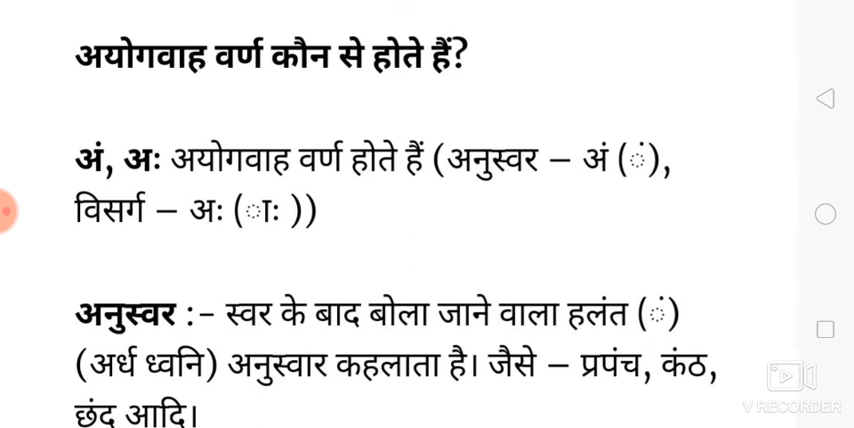 अयोगवाह वर्ण कौन से होते हैं?
अं, अः अयोगवाह वर्ण होते हैं (अनुस्वर – अं (ं),
विसर्ग – अः (ाः ))
अनुस्वर :- स्वर के बाद बोला जाने वाला हलंत (ं)
(अर्ध ध्वनि) अनुस्वार कहलाता है। जैसे – प्रपंच, कंठ,
छंद आदि।
V RECORDER